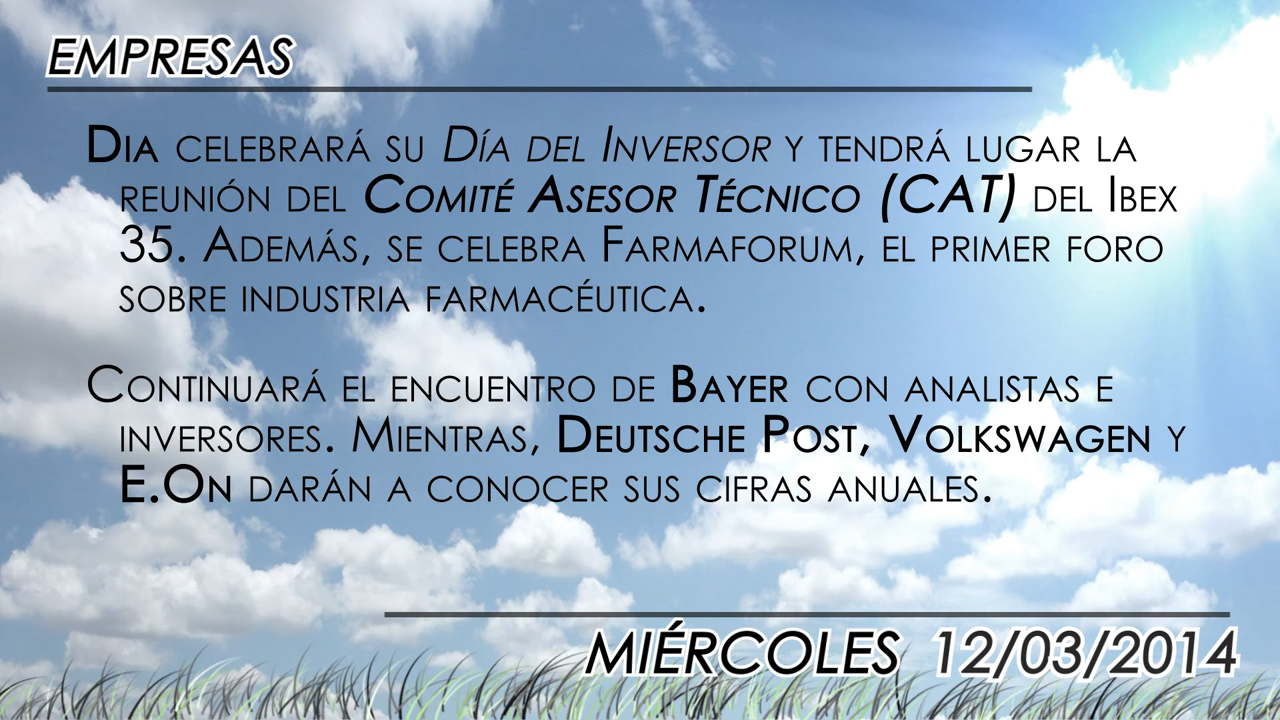 EMPRESAS
Dia celebrará su Día del Inversor y tendrá lugar la
reunión del Comité Asesor Técnico (CAT) del Ibex
35. Además, se celebra Farmaforum, el primer foro
sobre industria farmacéutica.
Continuará el encuentro de Bayer con analistas e
inversores. Mientras, Deutsche Post, Volkswagen y
E.On darán a conocer sus cifras anuales.
MIÉRCOLES 12/03/2014